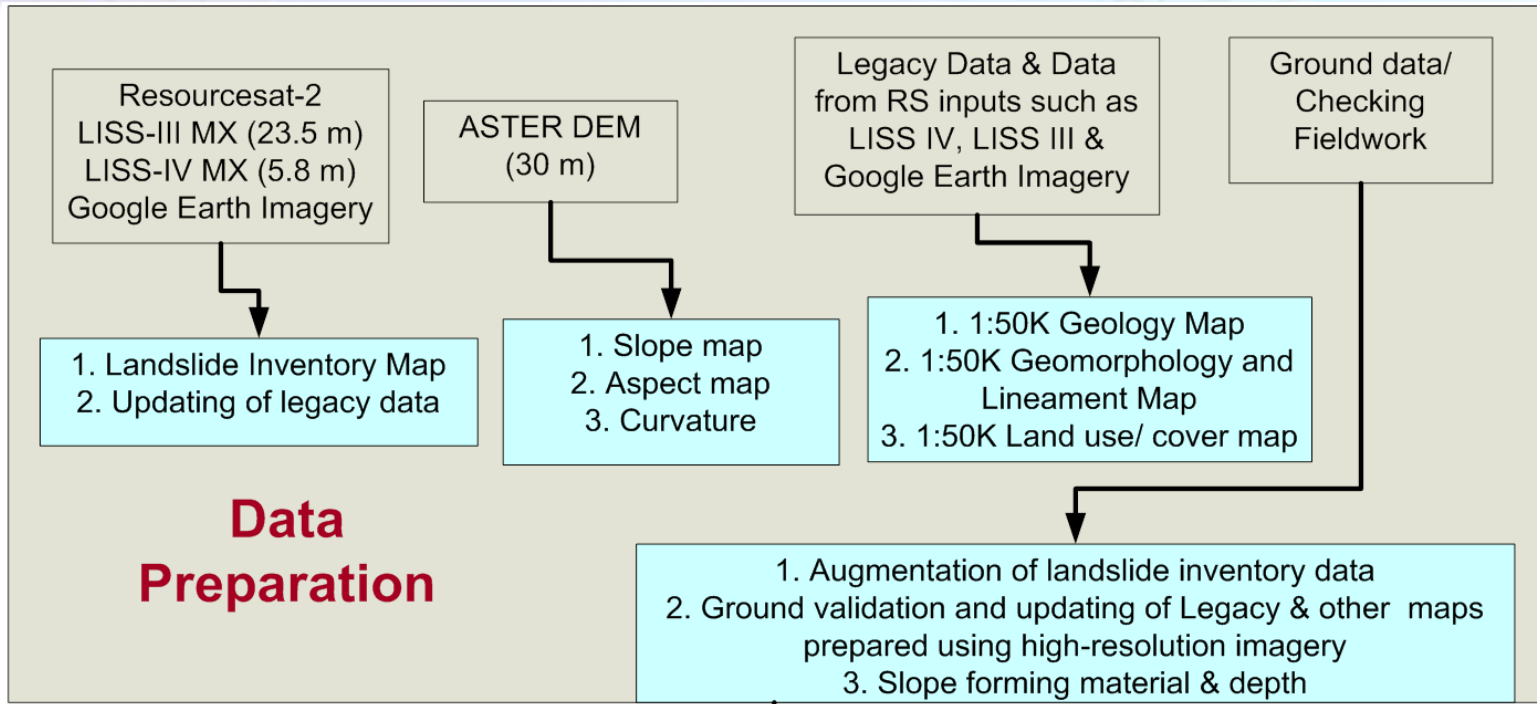 Resourcesat-2
LISS-III MX (23.5 m)
LISS-IV MX (5.8 m)
Google Earth Imagery
ASTER DEM
(30 m)
Legacy Data & Data
from RS inputs such as
LISS IV, LISS III &
Google Earth Imagery
Ground data/
Checking
Fieldwork
1. Landslide Inventory Map
2. Updating of legacy data
1. Slope map
2. Aspect map
3. Curvature
1. 1:50K Geology Map
2. 1:50K Geomorphology and
Lineament Map
3. 1:50K Land use/ cover map
Data
Preparation
1. Augmentation of landslide inventory data
2. Ground validation and updating of Legacy & other maps
prepared using high-resolution imagery
3. Slope forming material & depth